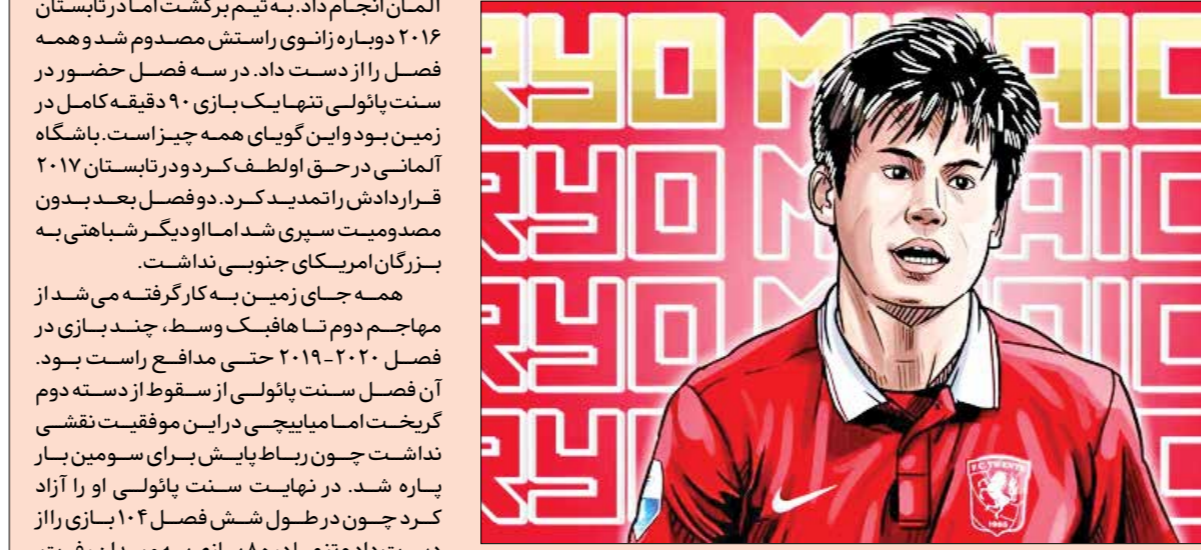 آلمان انجام داد. به تیم برگشت اما در تابستان
۲۰۱۶ دوباره زانوی راستش مصدوم شد و همه
فصل را از دست داد. در سه فصل حضور در
سنت پائولی تنها یک بازی ۹۰ دقیقه کامل در
زمین بود و این گویای همه چیز است. باشگاه
آلمانی در حق او لطف کرد و در تابستان ۲۰۱۷
قراردادش را تمدید کرد. دو فصل بعد بدون
مصدومیت سپری شد اما او دیگر شباهتی به
بزرگان امریکای جنوبی نداشت.
همه جای زمین به کار گرفته می‌شد از
مهاجم دوم تا هافبک وسط، چند بازی در
فصل ۲۰۲۰-۲۰۱۹ حتی مدافع راست بود.
آن فصل سنت پائولی از سقوط از دسته دوم
گریخت اما میاییچی در این موفقیت نقشی
نداشت چون رباط پایش برای سومین بار
پاره شد. در نهایت سنت پائولی او را آزاد
کرد چون در طول شش فصل ۱۰۴ بازی را از
RYO
RYO
RYO
RYO
F.C. TWENTE
1965